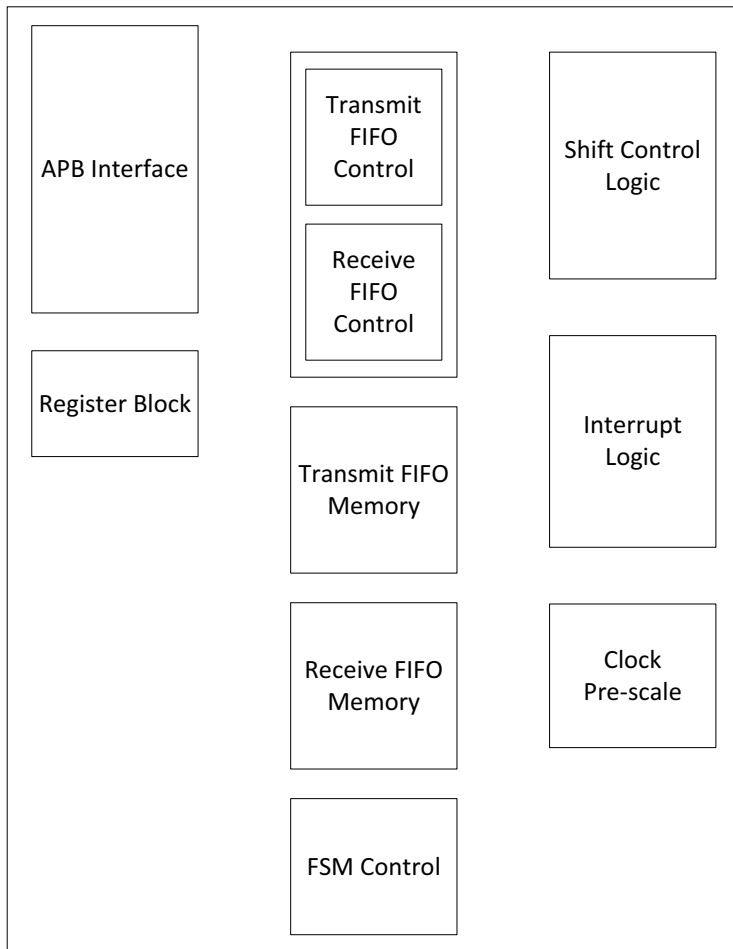 APB Interface
Register Block
Transmit
FIFO
Control
Receive
FIFO
Control
Transmit FIFO
Memory
Receive FIFO
Memory
FSM Control
Shift Control
Logic
Interrupt
Logic
Clock
Pre-scale